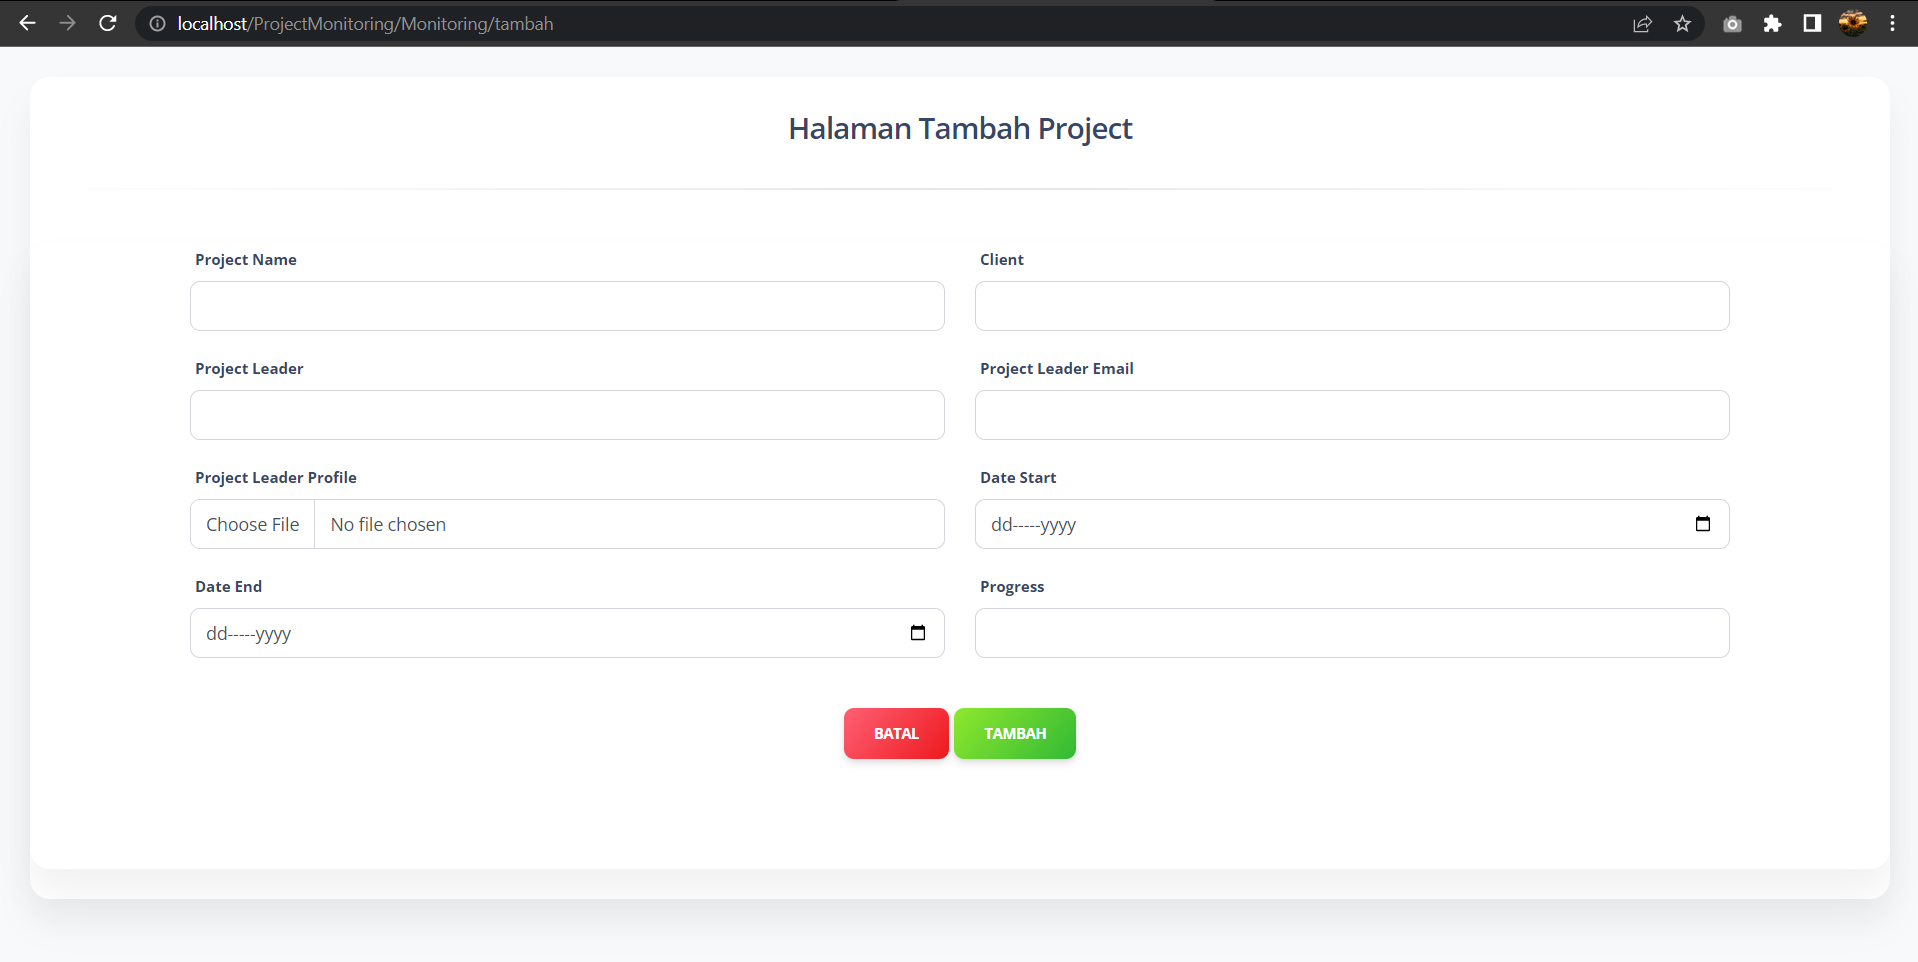 localhost/ProjectMonitoring/Monitoring/tambah
Halaman Tambah Project
Project Name
Client
Project Leader
Project Leader Email
Project Leader Profile
Date Start
Choose File No file chosen
dd-----yyyy
Date End
Progress
dd-----yyyy
BATAL TAMBAH